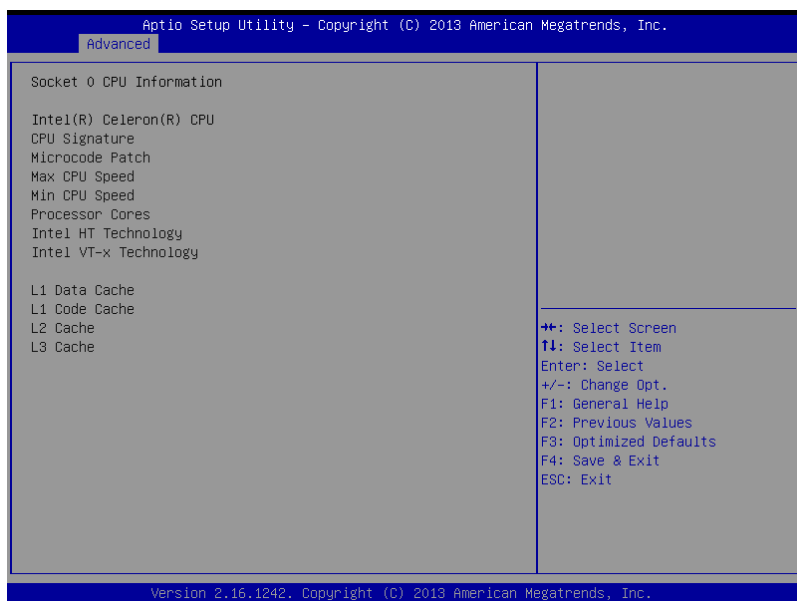 Aptio Setup Utility – Copyright (C) 2013 American Megatrends, Inc.
Advanced
Socket 0 CPU Information
Intel(R) Celeron(R) CPU
CPU Signature
Microcode Patch
Max CPU Speed
Min CPU Speed
Processor Cores
Intel HT Technology
Intel VT-x Technology
L1 Data Cache
L1 Code Cache
L2 Cache
L3 Cache
→←: Select Screen
↑↓: Select Item
Enter: Select
+/-: Change Opt.
F1: General Help
F2: Previous Values
F3: Optimized Defaults
F4: Save & Exit
ESC: Exit
Version 2.16.1242. Copyright (C) 2013 American Megatrends, Inc.